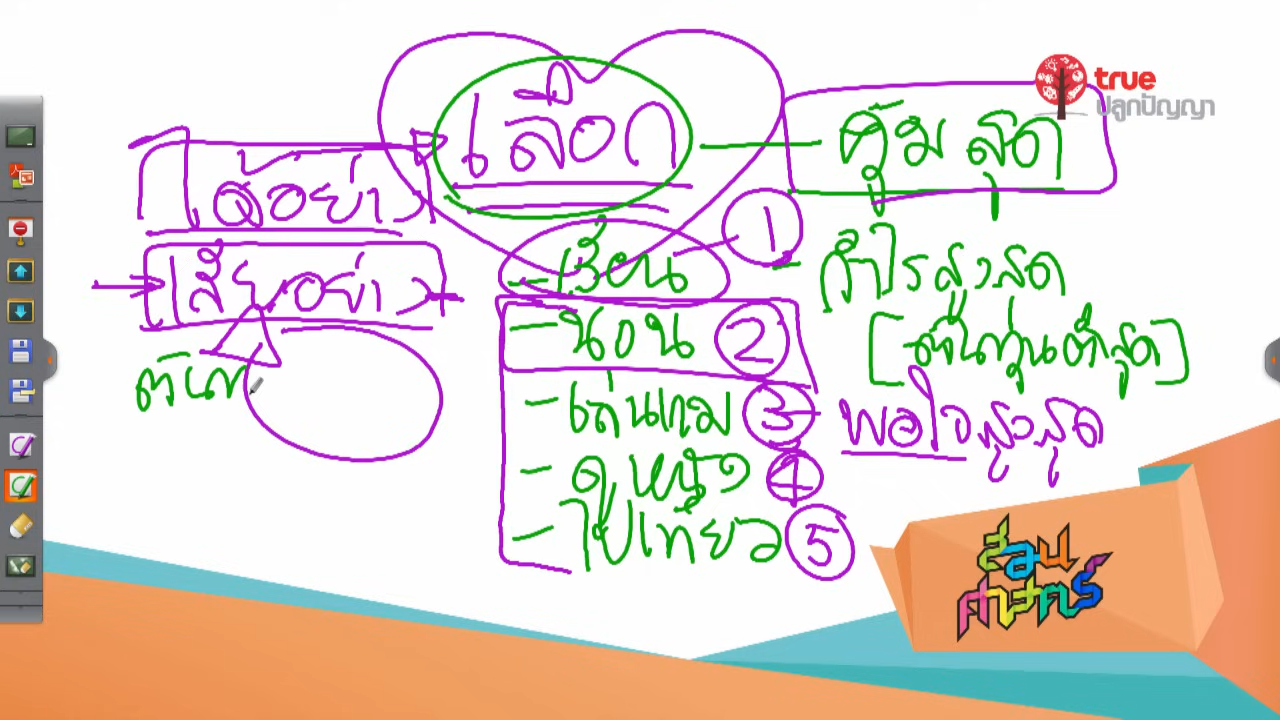 true
ปลูกปัญญา
เลือก
คุ้มสุด
ได้อย่าง
เสียอย่าง
- เรียน 1
- กำไรสูงสุด
- นอน 2
[ต้นทุนต่ำสุด]
ต้นท
- เล่นเกม 3
- พอใจสูงสุด
- ดูหนัง 4
- ไปเที่ยว 5
สอน
ศาสตร์